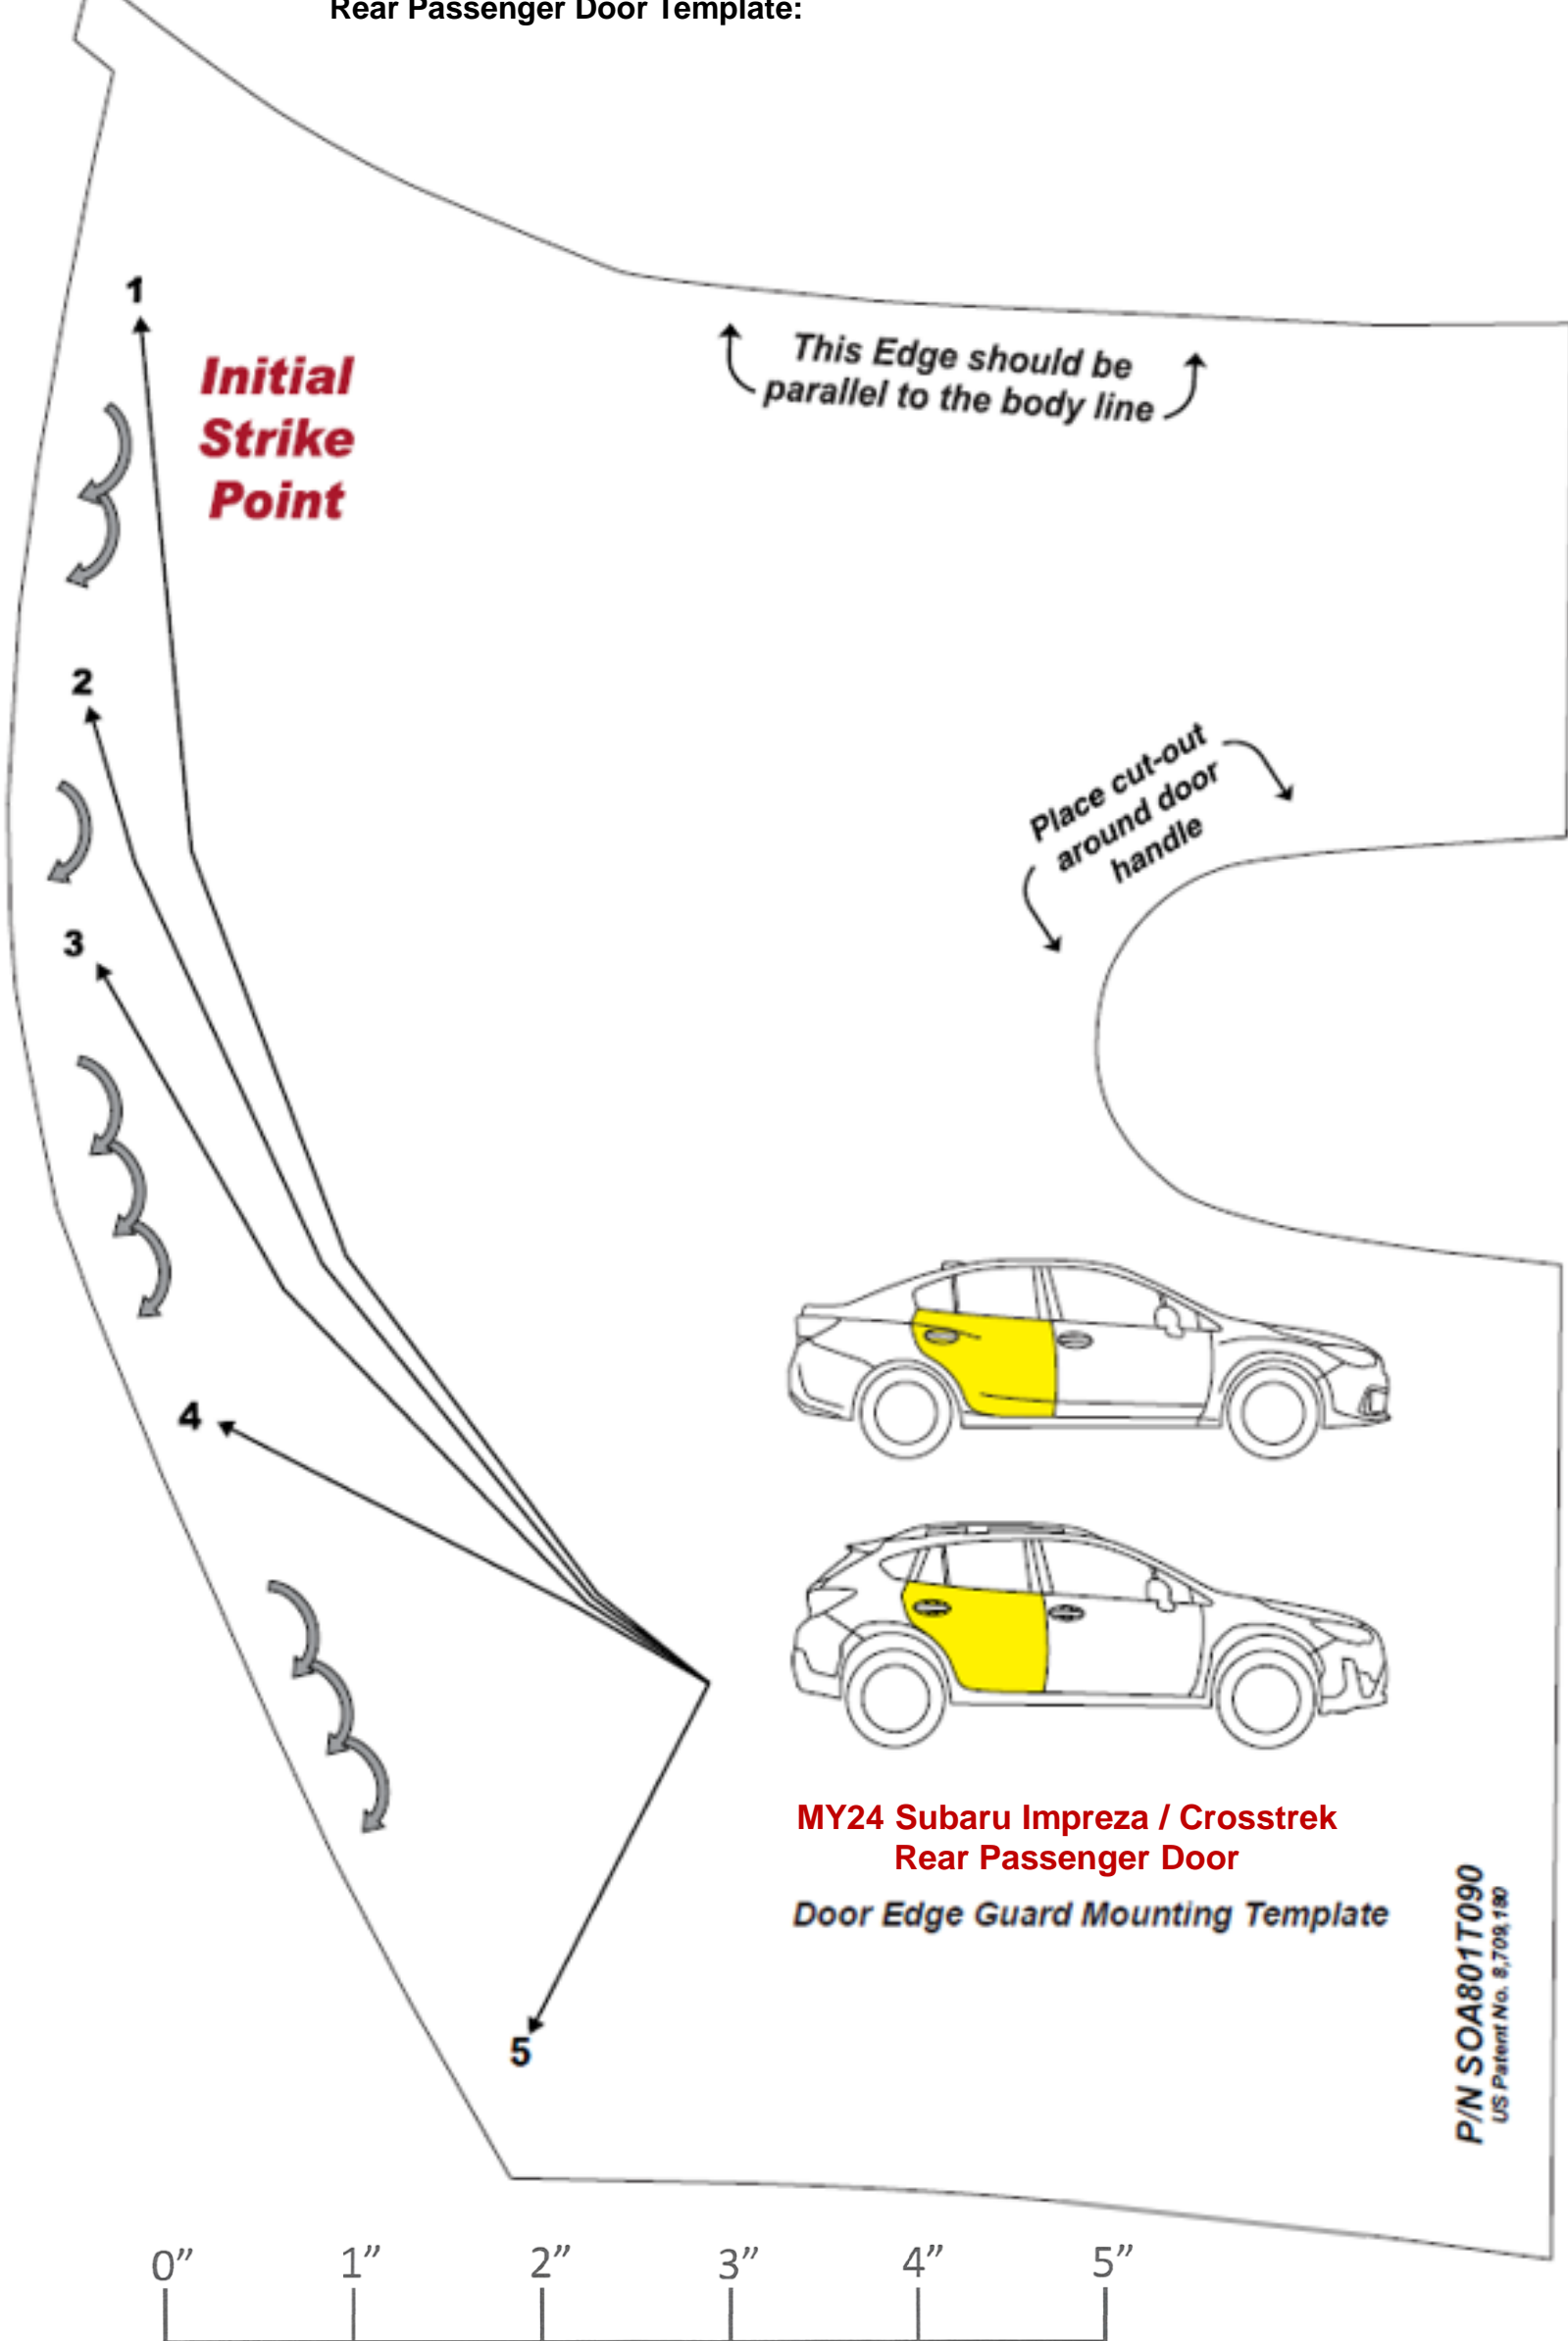 Rear Passenger Door Template:
1
Initial
Strike
Point
This Edge should be
parallel to the body line
2
Place cut-out
around door
handle
3
4
MY24 Subaru Impreza / Crosstrek
Rear Passenger Door
Door Edge Guard Mounting Template
P/N SOA801T090
US Patent No. 8,709,180
5
0”
1”
2”
3”
4”
5”